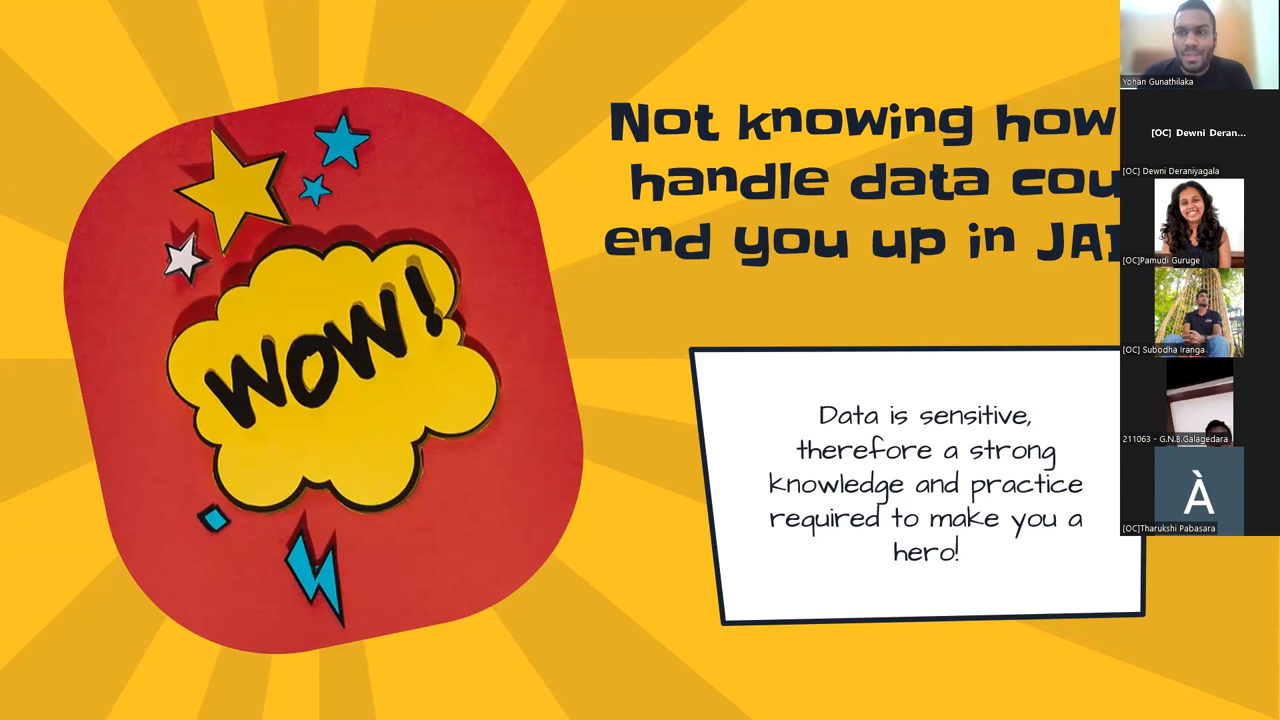 Not knowing how
handle data cou
end you up in JAI
WOW!
Data is sensitive,
therefore a strong
knowledge and practice
required to make you a
hero!
Yohan Gunathilaka
[OC] Dewni Deran...
[OC] Dewni Deraniyagala
[OC]Pamudi Guruge
[OC] Subodha Iranga
211063 - G.N.B.Galagedara
À
[OC]Tharukshi Pabasara